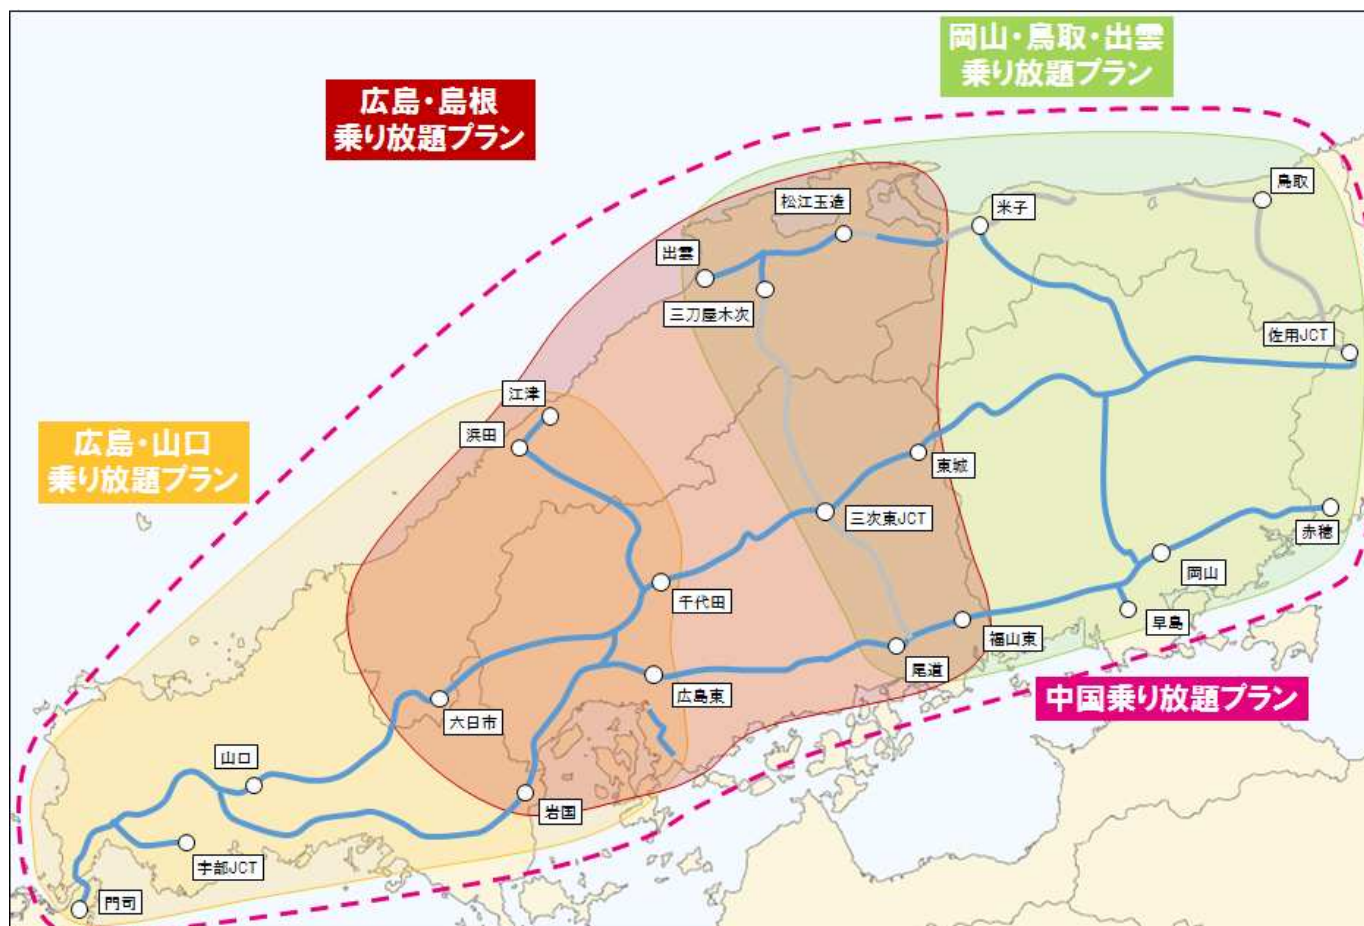 岡山・鳥取・出雲
乗り放題プラン
広島・島根
乗り放題プラン
鳥取
松江玉造
米子
出雲
三刀屋木次
佐用JCT
江津
浜田
広島・山口
乗り放題プラン
東城
三次東JCT
赤穂
岡山
千代田
早島
福山東
尾道
広島東
中国乗り放題プラン
六日市
山口
岩国
宇部JCT
門司